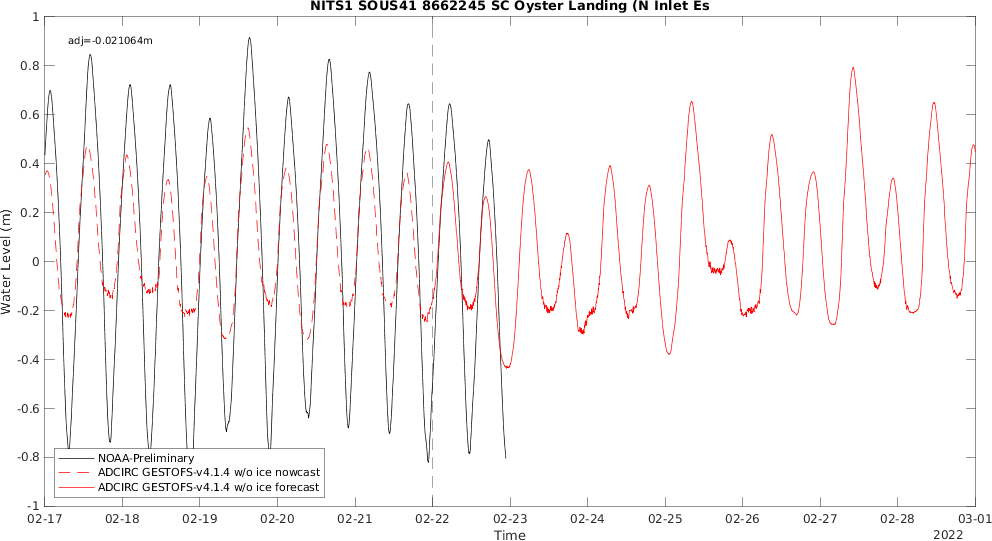 NITS1 SOUS41 8662245 SC Oyster Landing (N Inlet Es
adj=-0.021064m
1
0.8
0.6
0.4
0.2
0
-0.2
-0.4
-0.6
-0.8
-1
Water Level (m)
NOAA-Preliminary
ADCIRC GESTOFS-v4.1.4 w/o ice nowcast
ADCIRC GESTOFS-v4.1.4 w/o ice forecast
02-17 02-18 02-19 02-20 02-21 02-22 02-23 02-24 02-25 02-26 02-27 02-28 03-01
Time
2022